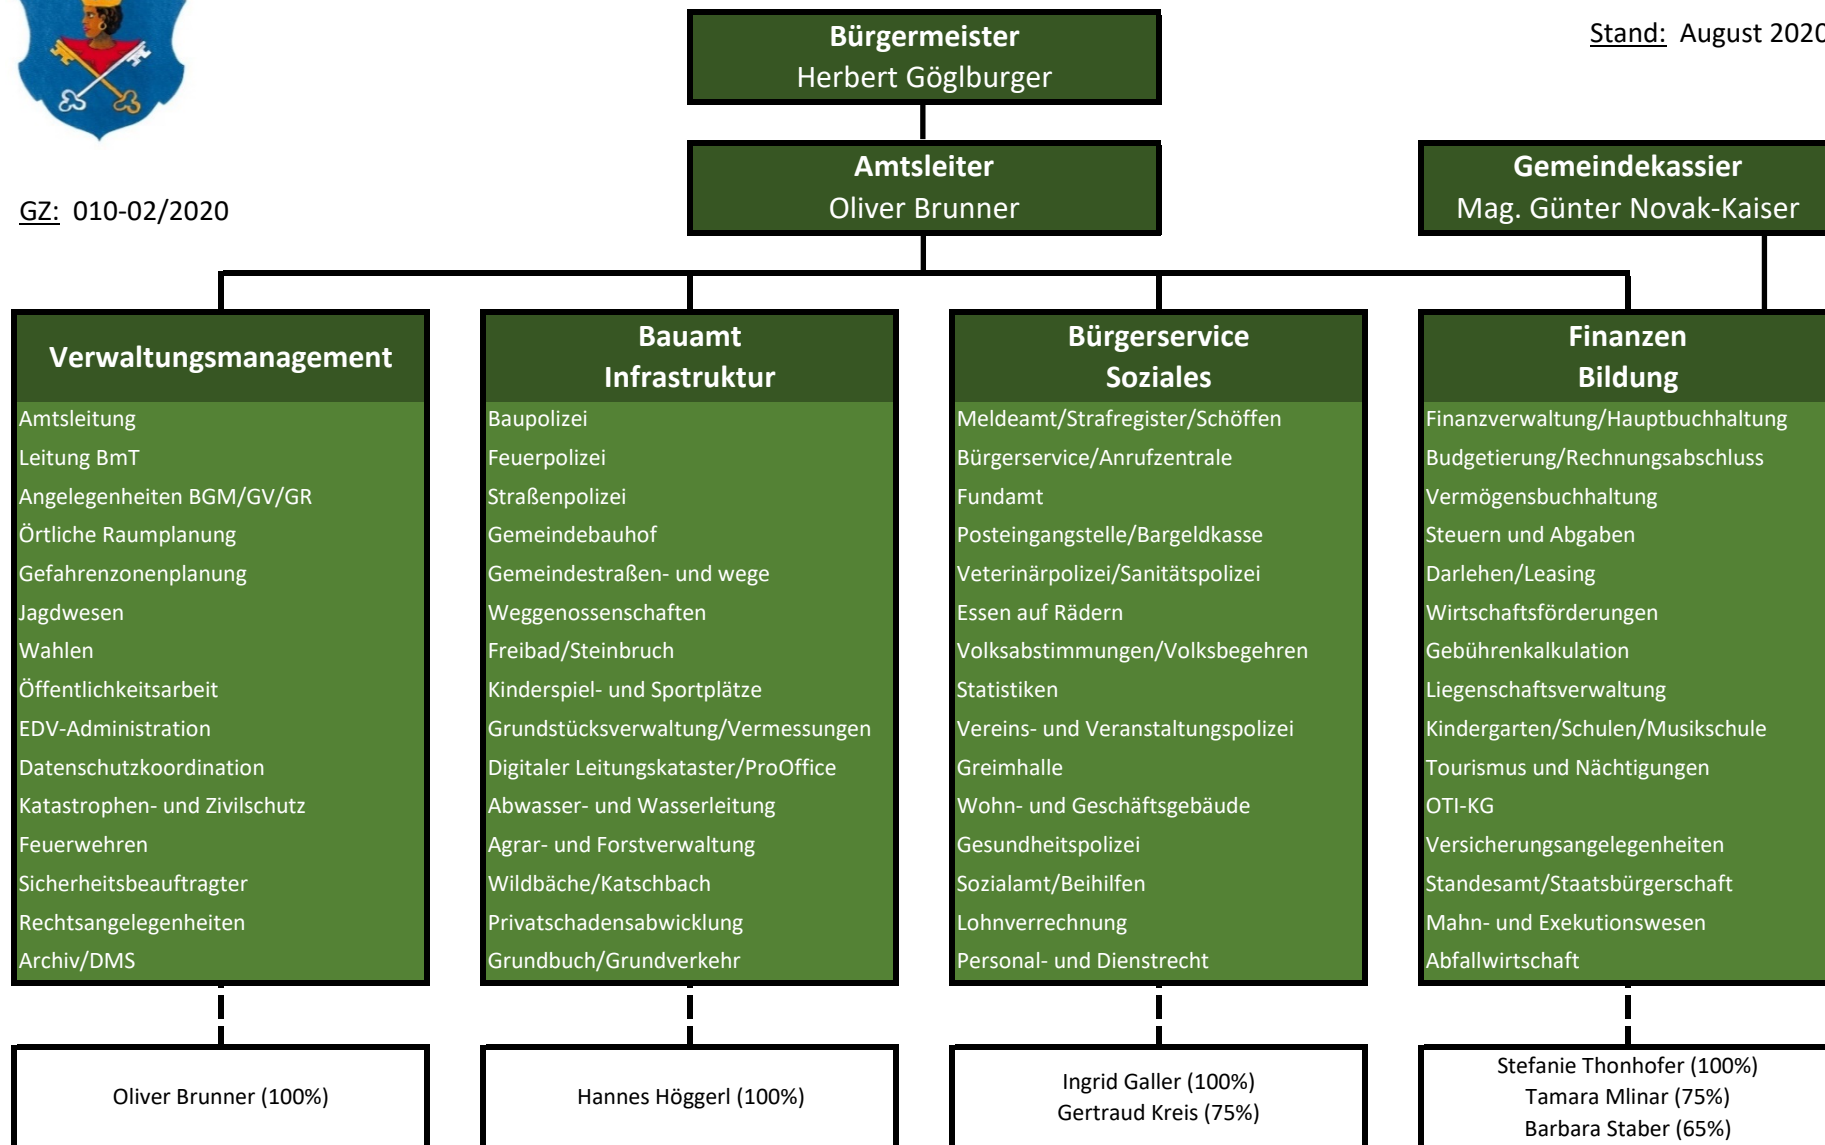 Bürgermeister
Herbert Göglburger
Stand: August 2020
Amtsleiter
Oliver Brunner
Gemeindekassier
Mag. Günter Novak-Kaiser
GZ: 010-02/2020
Verwaltungsmanagement
Amtsleitung
Leitung BmT
Angelegenheiten BGM/GV/GR
Örtliche Raumplanung
Gefahrenzonenplanung
Jagdwesen
Wahlen
Öffentlichkeitsarbeit
EDV-Administration
Datenschutzkoordination
Katastrophen- und Zivilschutz
Feuerwehren
Sicherheitsbeauftragter
Rechtsangelegenheiten
Archiv/DMS
Oliver Brunner (100%)
Bauamt
Infrastruktur
Baupolizei
Feuerpolizei
Straßenpolizei
Gemeindebauhof
Gemeindestraßen- und wege
Weggenossenschaften
Freibad/Steinbruch
Kinderspiel- und Sportplätze
Grundstücksverwaltung/Vermessungen
Digitaler Leitungskataster/ProOffice
Abwasser- und Wasserleitung
Agrar- und Forstverwaltung
Wildbäche/Katschbach
Privatschadensabwicklung
Grundbuch/Grundverkehr
Hannes Höggerl (100%)
Bürgerservice
Soziales
Meldeamt/Strafregister/Schöffen
Bürgerservice/Anrufzentrale
Fundamt
Posteingangstelle/Bargeldkasse
Veterinärpolizei/Sanitätspolizei
Essen auf Rädern
Volksabstimmungen/Volksbegehren
Statistiken
Vereins- und Veranstaltungspolizei
Greimhalle
Wohn- und Geschäftsgebäude
Gesundheitspolizei
Sozialamt/Beihilfen
Lohnverrechnung
Personal- und Dienstrecht
Ingrid Galler (100%)
Gertraud Kreis (75%)
Finanzen
Bildung
Finanzverwaltung/Hauptbuchhaltung
Budgetierung/Rechnungsabschluss
Vermögensbuchhaltung
Steuern und Abgaben
Darlehen/Leasing
Wirtschaftsförderungen
Gebührenkalkulation
Liegenschaftsverwaltung
Kindergarten/Schulen/Musikschule
Tourismus und Nächtigungen
OTI-KG
Versicherungsangelegenheiten
Standesamt/Staatsbürgerschaft
Mahn- und Exekutionswesen
Abfallwirtschaft
Stefanie Thonhofer (100%)
Tamara Mlinar (75%)
Barbara Staber (65%)